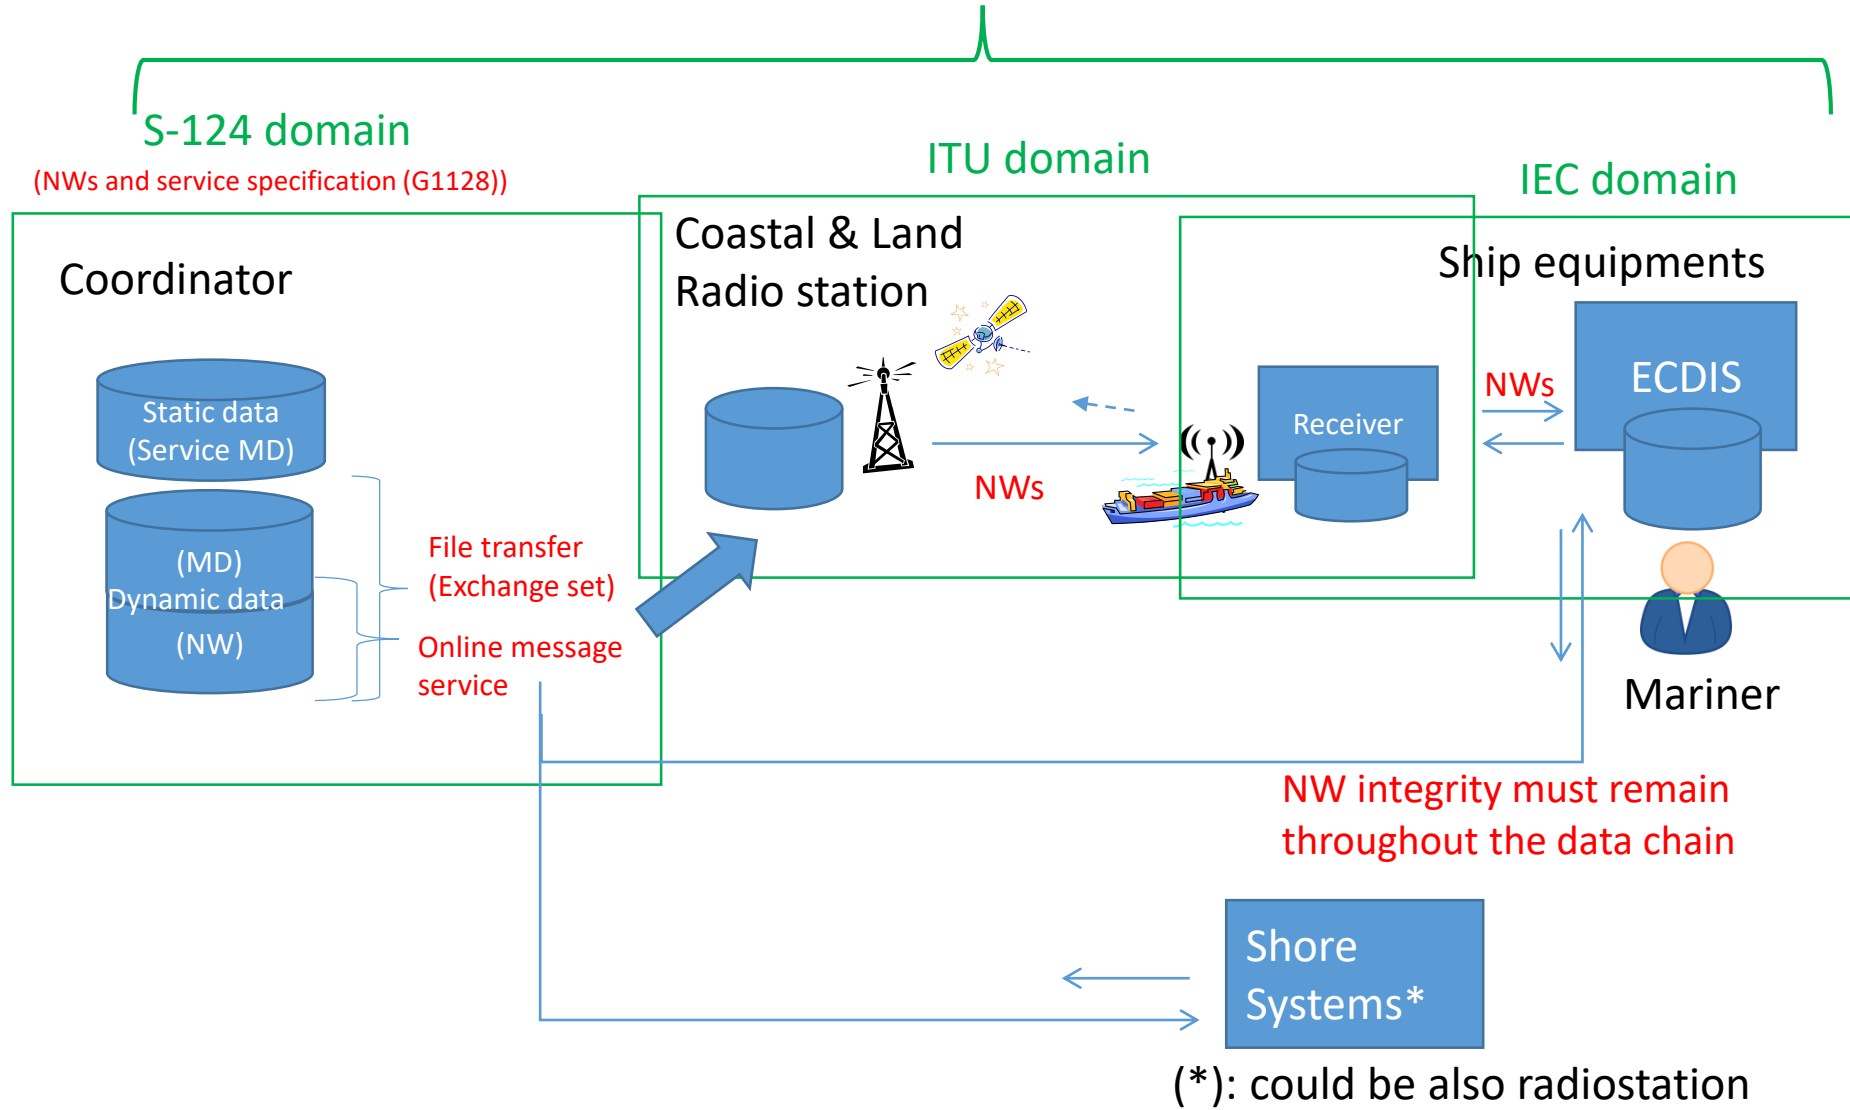 S-124 domain
(NWs and service specification (G1128))
ITU domain
IEC domain
Coordinator
Coastal & Land
Radio station
Ship equipments
Static data
(Service MD)
(MD)
Dynamic data
(NW)
File transfer
(Exchange set)
Online message
service
NWs
Receiver
NWs
ECDIS
Mariner
NW integrity must remain
throughout the data chain
Shore
Systems*
(*): could be also radiostation